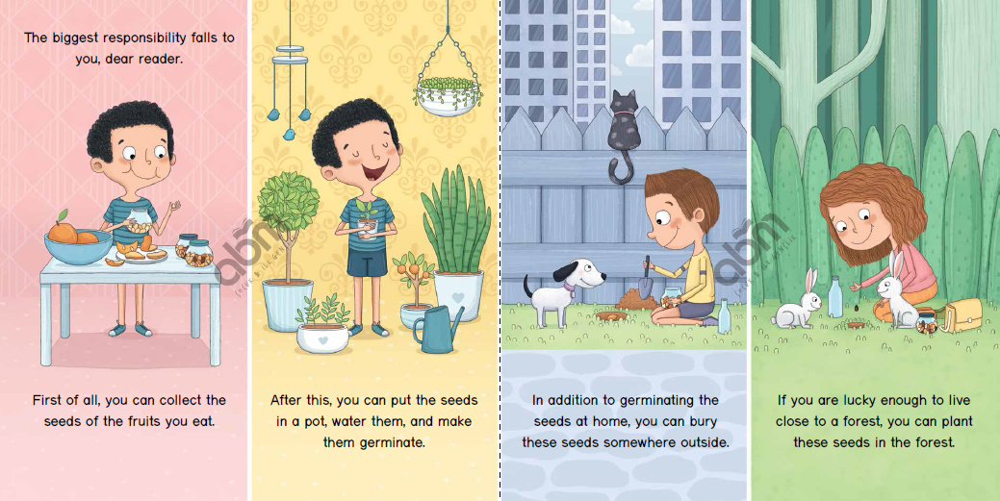 The biggest responsibility falls to
you, dear reader.
First of all, you can collect the
seeds of the fruits you eat.
After this, you can put the seeds
in a pot, water them, and make
them germinate.
In addition to germinating the
seeds at home, you can bury
these seeds somewhere outside.
If you are lucky enough to live
close to a forest, you can plant
these seeds in the forest.
abm
abm